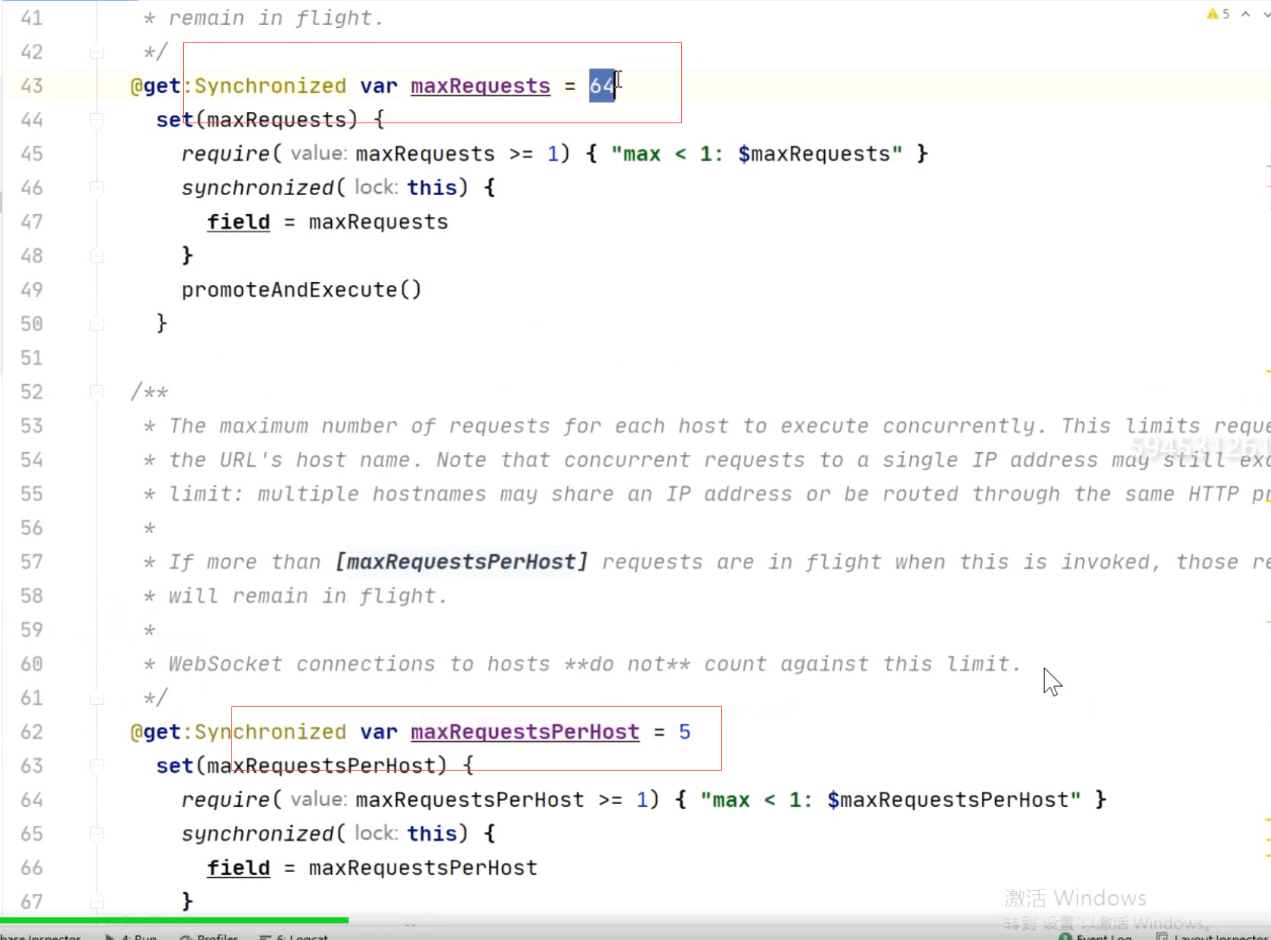 41 * remain in flight.
5
42 */
43 @get:Synchronized var maxRequests = 64
44 set(maxRequests) {
45 require( value: maxRequests >= 1) { "max < 1: $maxRequests" }
46 synchronized( lock: this) {
47 field = maxRequests
48 }
49 promoteAndExecute()
50 }
51
52 /**
53 * The maximum number of requests for each host to execute concurrently. This limits reque
54 * the URL's host name. Note that concurrent requests to a single IP address may still exc
55 * limit: multiple hostnames may share an IP address or be routed through the same HTTP pr
56 *
57 * If more than [maxRequestsPerHost] requests are in flight when this is invoked, those re
58 * will remain in flight.
59 *
60 * WebSocket connections to hosts **do not** count against this limit.
61 */
62 @get:Synchronized var maxRequestsPerHost = 5
63 set(maxRequestsPerHost) {
64 require( value: maxRequestsPerHost >= 1) { "max < 1: $maxRequestsPerHost" }
65 synchronized( lock: this) {
66 field = maxRequestsPerHost
67 }
激活 Windows
转到"设置"以激活 Windows。
base Inspector 4: Run Profiler 6: Logcat 2 Event Log Layout Inspector